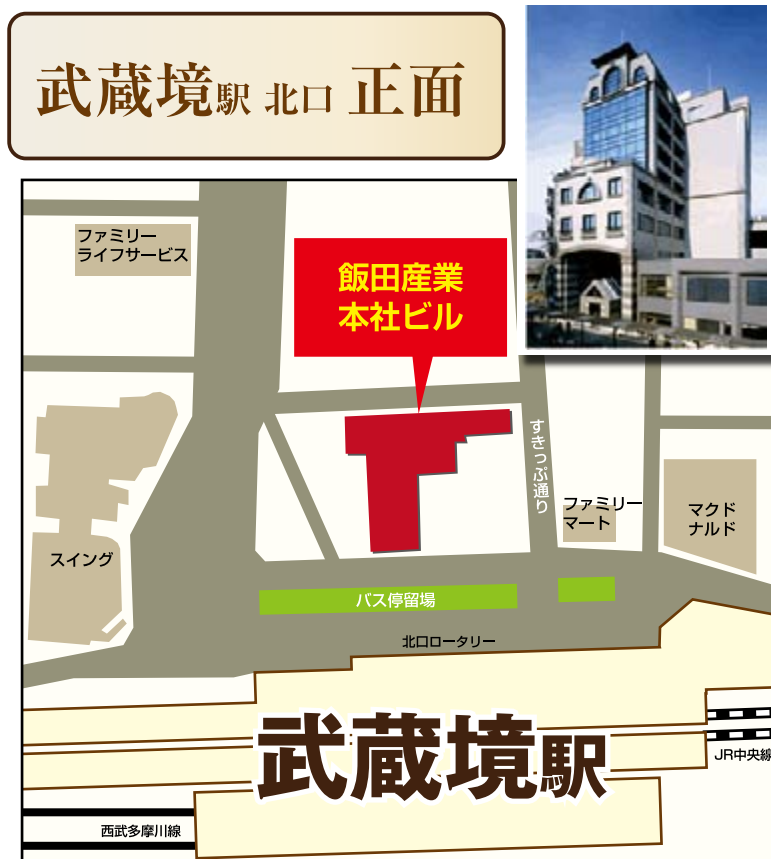 武蔵境駅 北口 正面
ファミリー
ライフサービス
飯田産業
本社ビル
すきっぷ通り
ファミリー
マート
マクド
ナルド
スイング
バス停留場
北口ロータリー
武蔵境駅
JR中央線
西武多摩川線